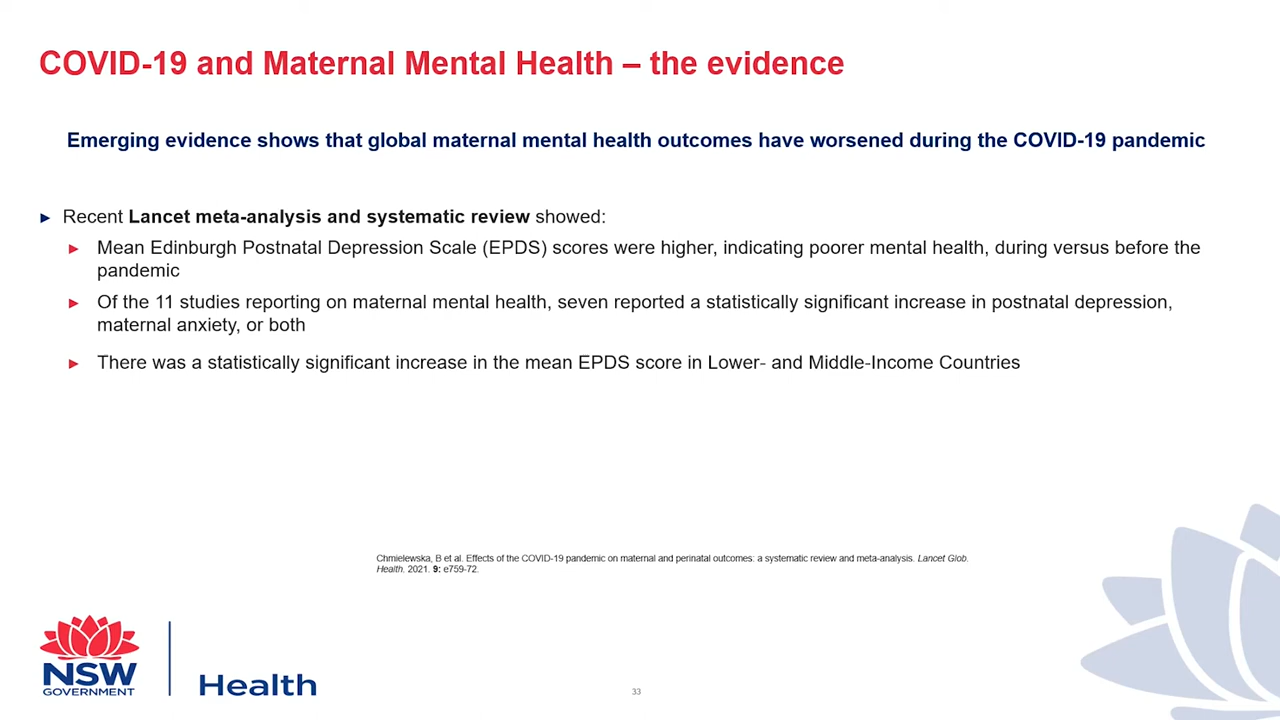 COVID-19 and Maternal Mental Health – the evidence
Emerging evidence shows that global maternal mental health outcomes have worsened during the COVID-19 pandemic
► Recent Lancet meta-analysis and systematic review showed:
► Mean Edinburgh Postnatal Depression Scale (EPDS) scores were higher, indicating poorer mental health, during versus before the
pandemic
► Of the 11 studies reporting on maternal mental health, seven reported a statistically significant increase in postnatal depression,
maternal anxiety, or both
► There was a statistically significant increase in the mean EPDS score in Lower- and Middle-Income Countries
Chmielewska, B et al. Effects of the COVID-19 pandemic on maternal and perinatal outcomes: a systematic review and meta-analysis. Lancet Glob.
Health. 2021. 9: e759-72.
NSW
GOVERNMENT
Health
33